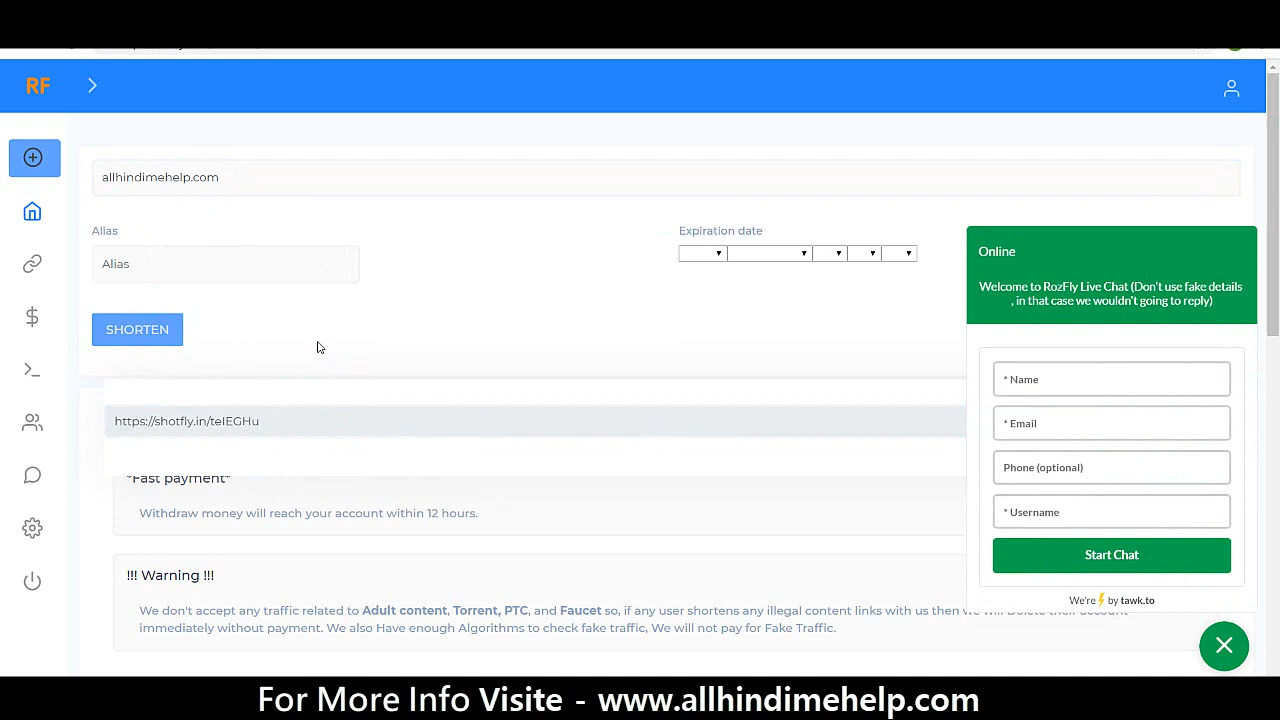 RF
allhindimehelp.com
Alias
Expiration date
Alias
SHORTEN
https://shotfly.in/teIEGHu
*Fast payment*
Withdraw money will reach your account within 12 hours.
!!! Warning !!!
We don't accept any traffic related to Adult content, Torrent, PTC, and Faucet so, if any user shortens any illegal content links with us then we will Delete their account
immediately without payment. We also Have enough Algorithms to check fake traffic, We will not pay for Fake Traffic.
Online
Welcome to RozFly Live Chat (Don't use fake details
, in that case we wouldn't going to reply)
* Name
* Email
Phone (optional)
* Username
Start Chat
We're by tawk.to
For More Info Visite - www.allhindimehelp.com